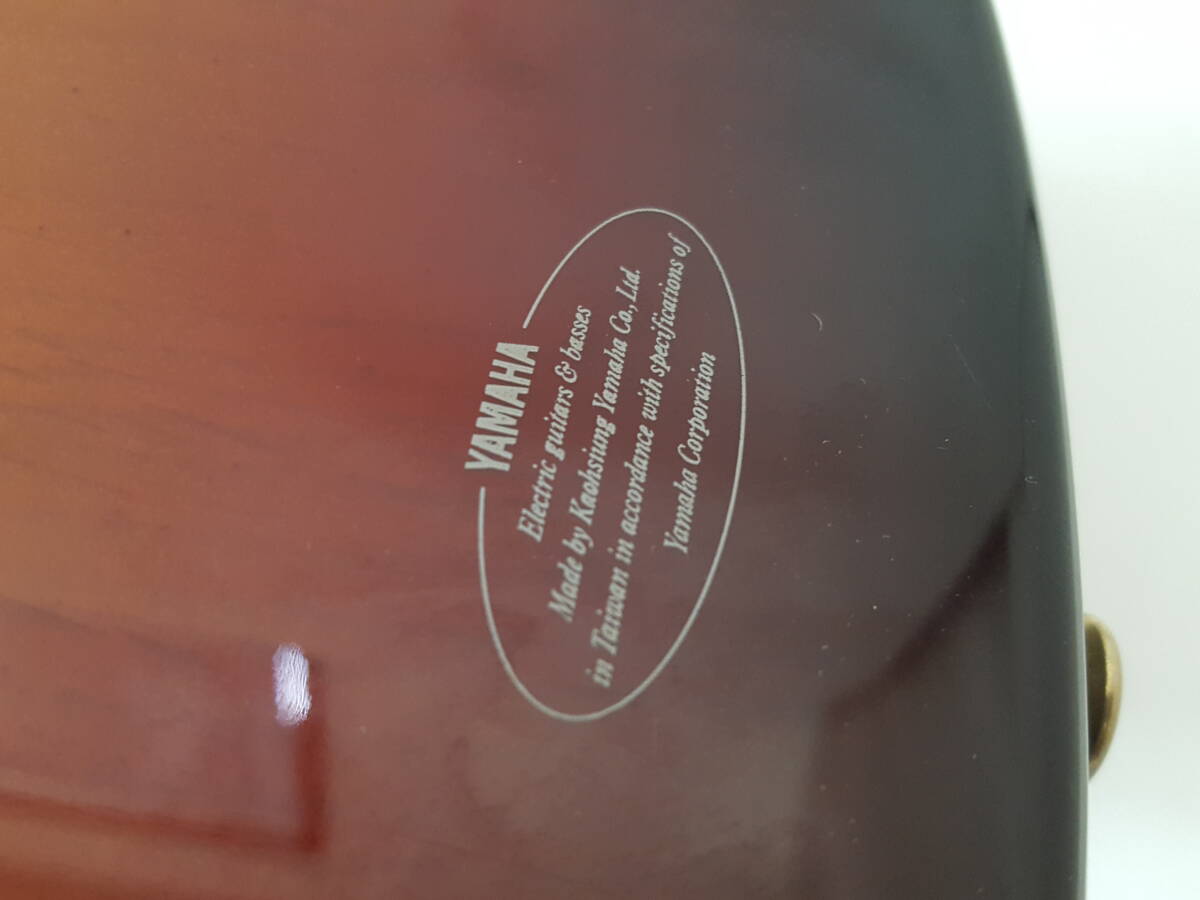 YAMAHA
Electric guitars & basses
Made by Kaohsiung Yamaha Co., Ltd.
in Taiwan in accordance with specifications of
Yamaha Corporation